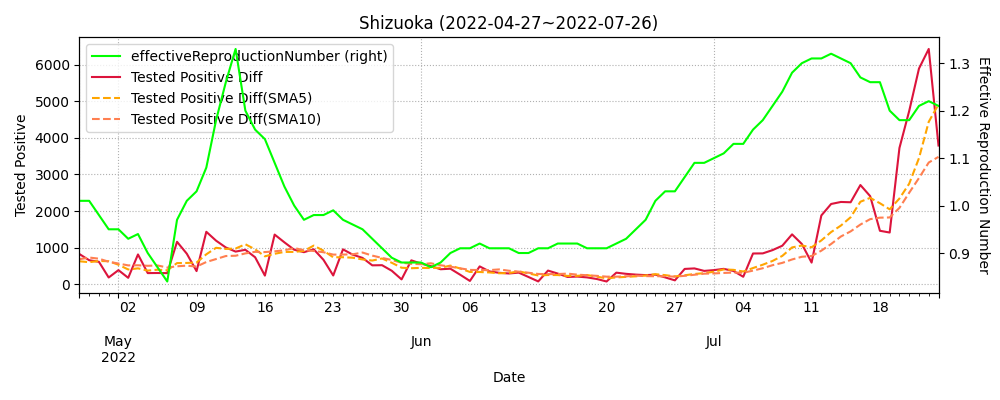 Shizuoka (2022-04-27~2022-07-26)
effectiveReproductionNumber (right)
Tested Positive Diff
Tested Positive Diff(SMA5)
Tested Positive Diff(SMA10)
Tested Positive
6000
5000
4000
3000
2000
1000
0
Effective Reproduction Number
1.3
1.2
1.1
1.0
0.9
02 09 16 23 30 06 13 20 27 04 11 18
May Jun Jul
2022
Date